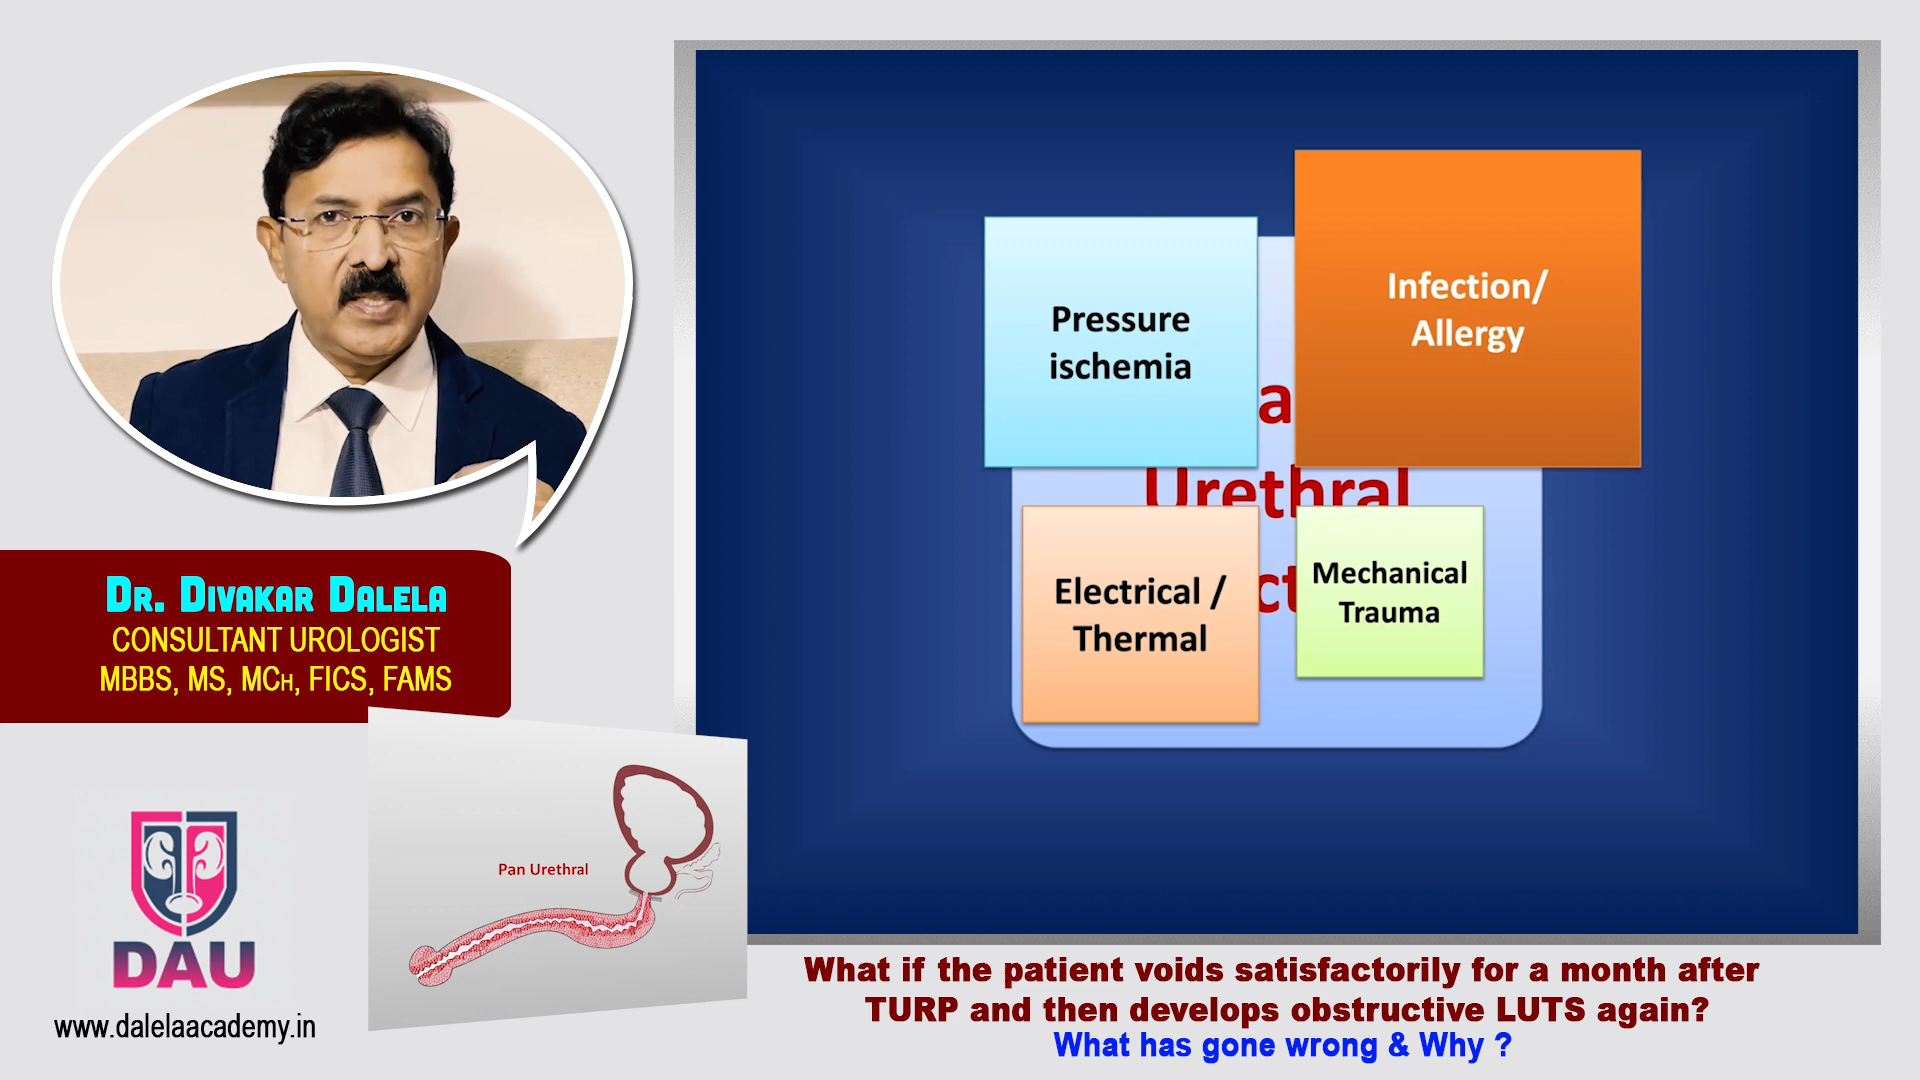 Pressure
ischemia
Infection/
Allergy
Urethral
Electrical /
Thermal
Mechanical
Trauma
DR. DIVAKAR DALELA
CONSULTANT UROLOGIST
MBBS, MS, MCH, FICS, FAMS
Pan Urethral
DAU
www.dalelaacademy.in
What if the patient voids satisfactorily for a month after
TURP and then develops obstructive LUTS again?
What has gone wrong & Why ?